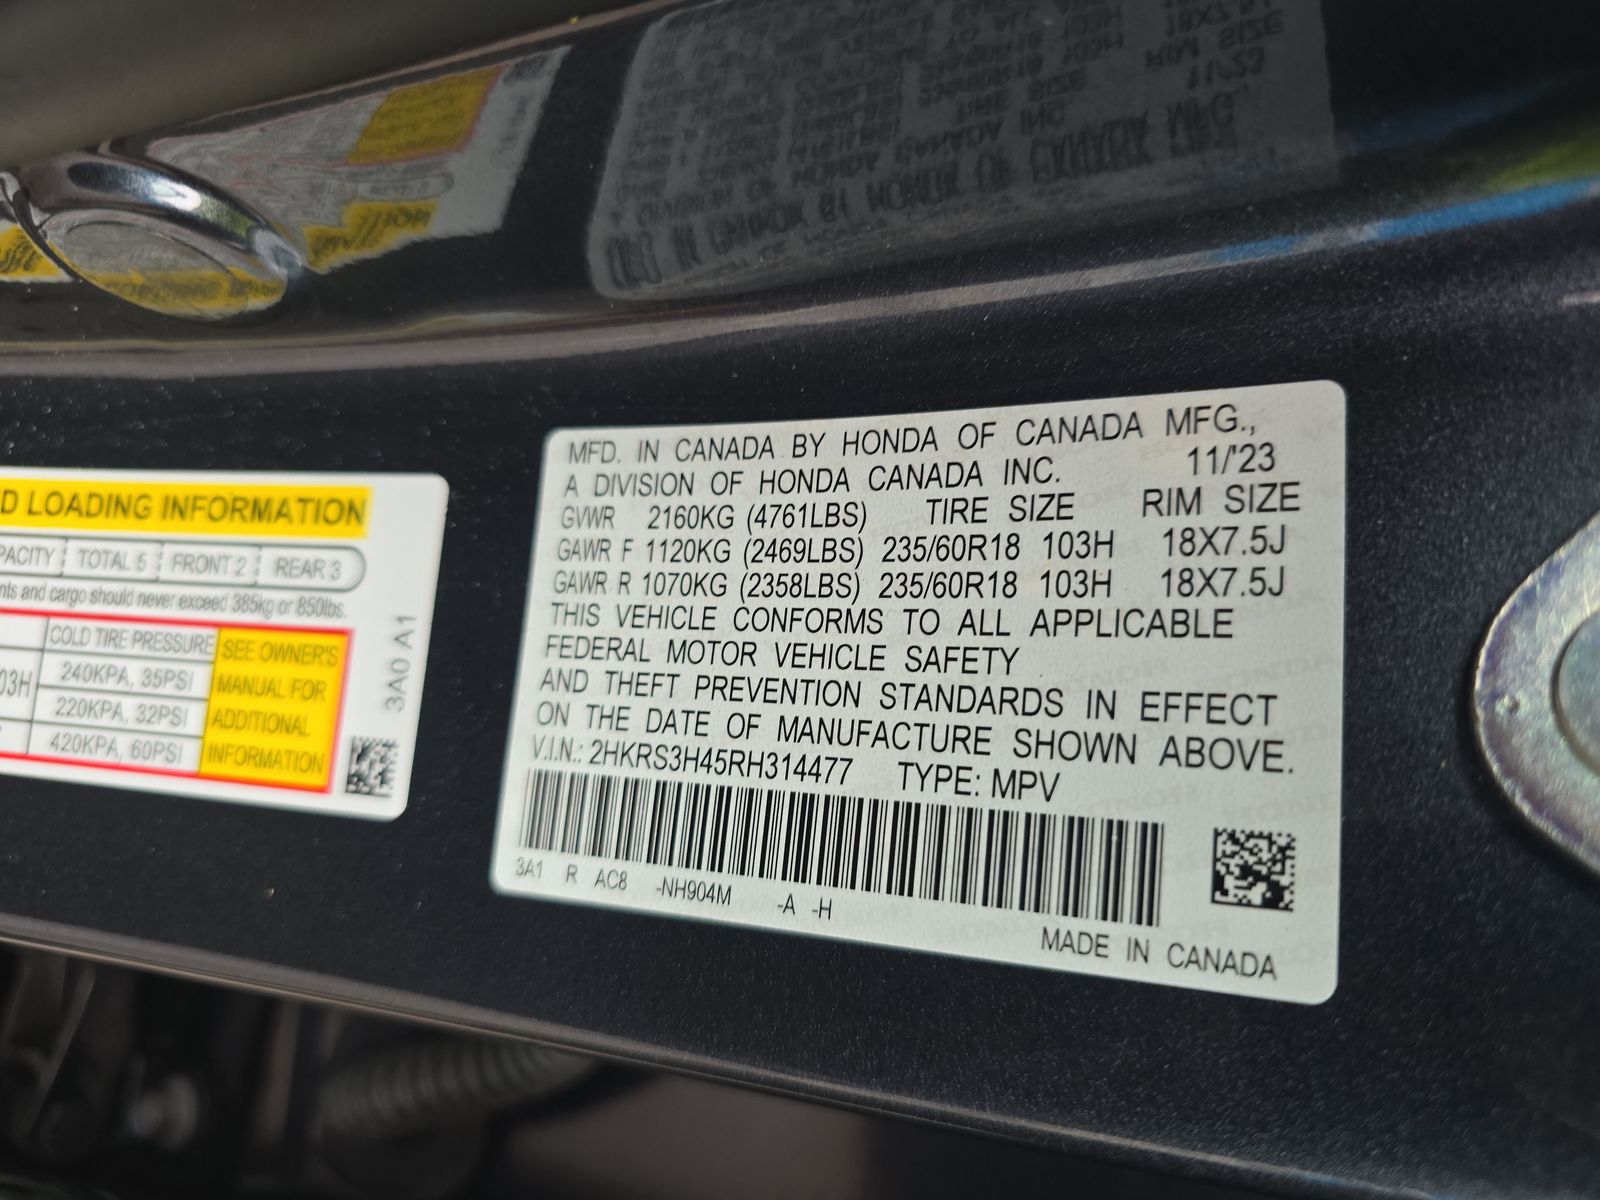 D LOADING INFORMATION
PACITY TOTAL 5 FRONT 2 REAR 3
nts and cargo should never exceed 385kg or 850lbs.
COLD TIRE PRESSURE
03H 240KPA, 35PSI
220KPA, 32PSI
420KPA, 60PSI
SEE OWNER'S
MANUAL FOR
ADDITIONAL
INFORMATION
3A0 A1
MFD. IN CANADA BY HONDA OF CANADA MFG.,
A DIVISION OF HONDA CANADA INC. 11/'23
GVWR 2160KG (4761LBS) TIRE SIZE RIM SIZE
GAWR F 1120KG (2469LBS) 235/60R18 103H 18X7.5J
GAWR R 1070KG (2358LBS) 235/60R18 103H 18X7.5J
THIS VEHICLE CONFORMS TO ALL APPLICABLE
FEDERAL MOTOR VEHICLE SAFETY
AND THEFT PREVENTION STANDARDS IN EFFECT
ON THE DATE OF MANUFACTURE SHOWN ABOVE.
V.I.N.: 2HKRS3H45RH314477 TYPE: MPV
3A1 R AC8 -NH904M -A -H
MADE IN CANADA